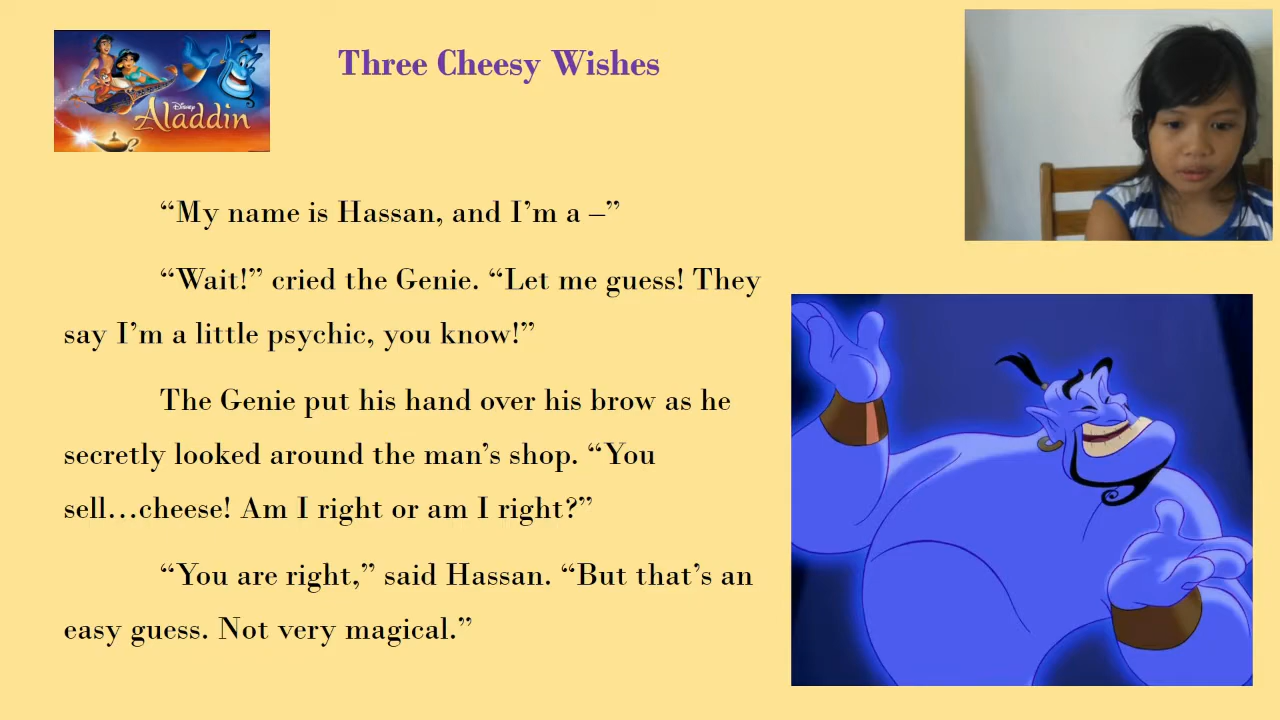 Three Cheesy Wishes
Disney
Aladdin
“My name is Hassan, and I’m a –”
“Wait!” cried the Genie. “Let me guess! They
say I’m a little psychic, you know!”
The Genie put his hand over his brow as he
secretly looked around the man’s shop. “You
sell…cheese! Am I right or am I right?”
“You are right,” said Hassan. “But that’s an
easy guess. Not very magical.”